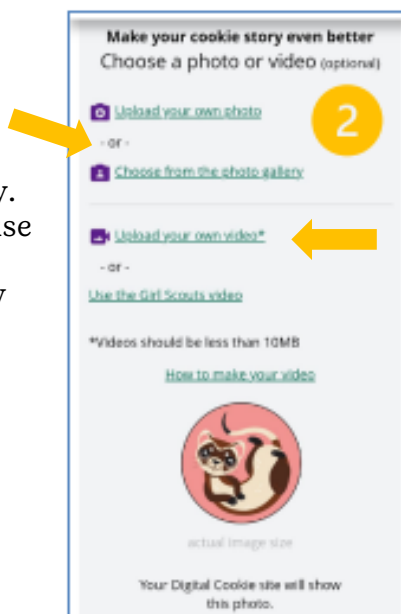 Make your cookie story even better
Choose a photo or video (optional)
Upload your own photo
2
- or -
y.
Choose from the photo gallery
se
Upload your own video*
- or -
y
Use the Girl Scouts video
*Videos should be less than 10MB
How to make your video
actual image size
Your Digital Cookie site will show
this photo.